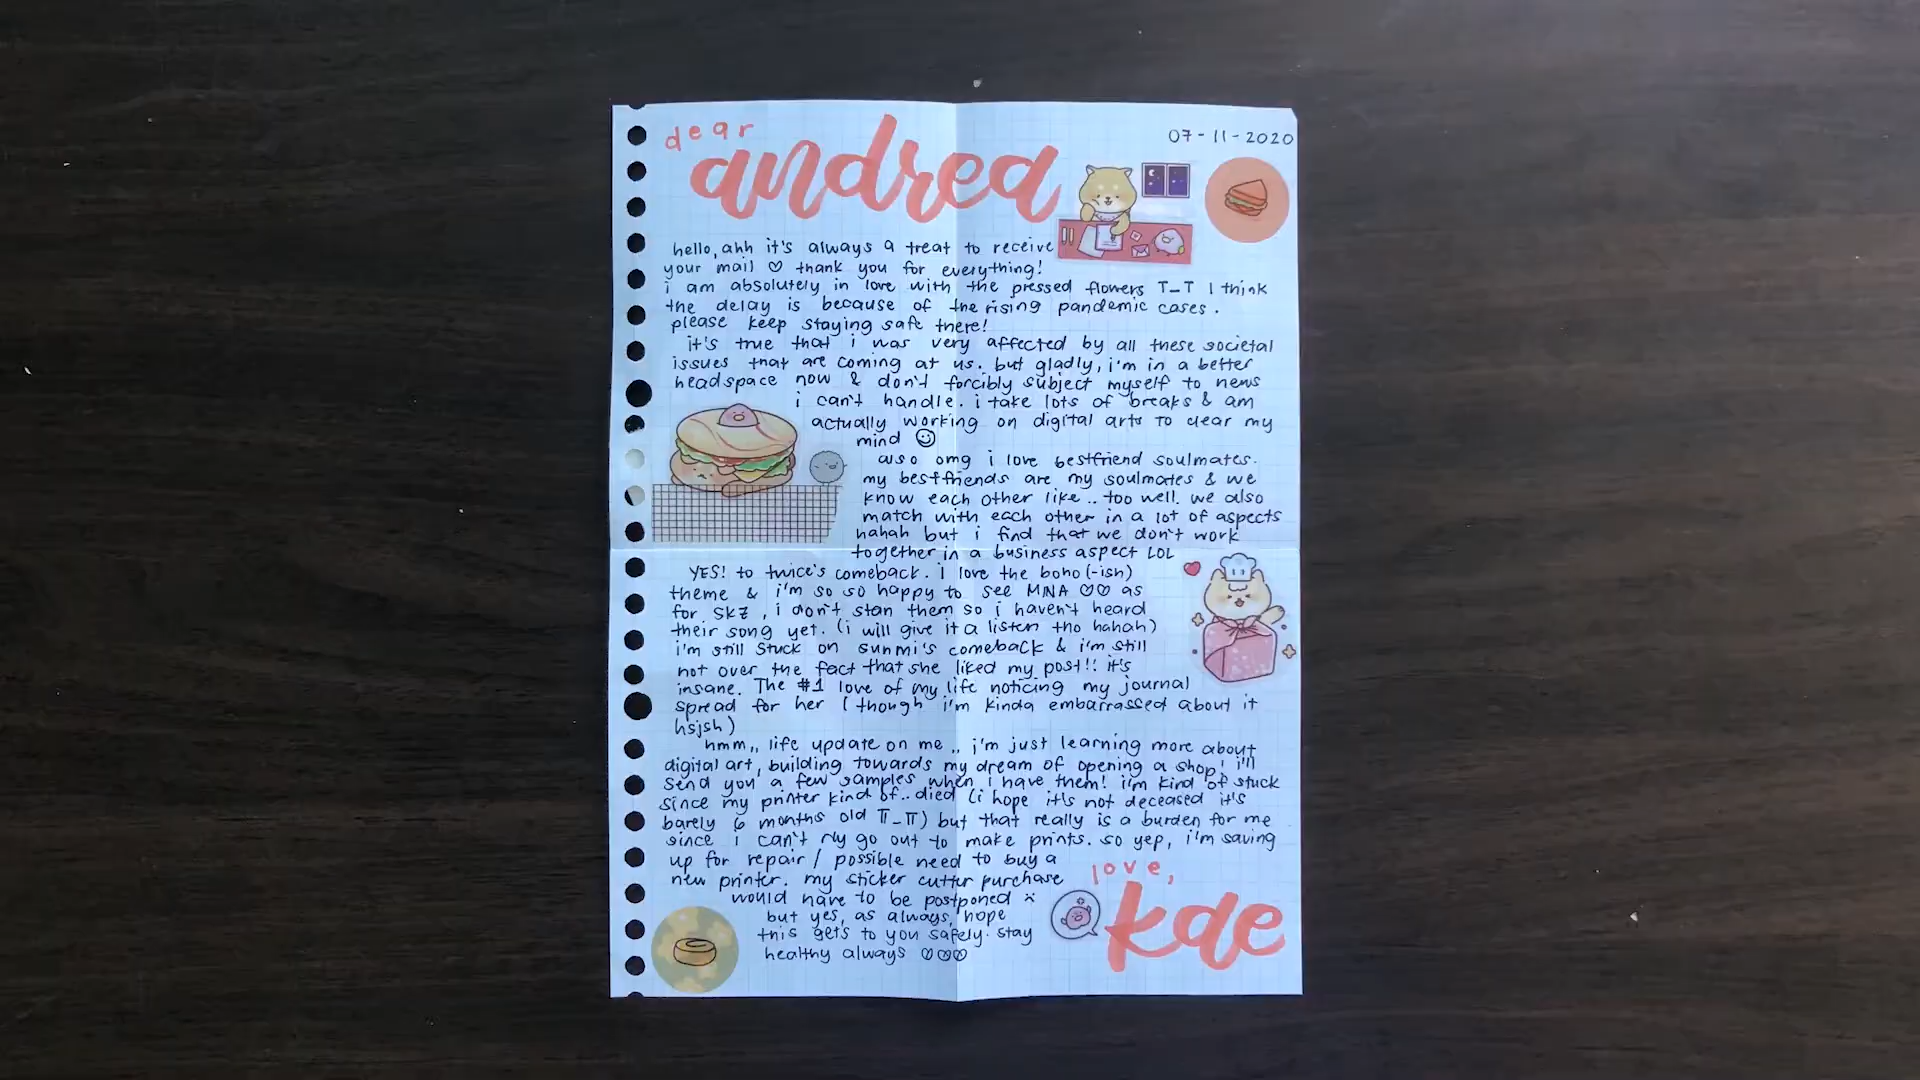 dear
andrea
07-11-2020
hello, ahh it's always a treat to receive
your mail ♡ thank you for everything!
i am absolutely in love with the pressed flowers T_T I think
the delay is because of the rising pandemic cases.
please keep staying safe there!
it's true that i was very affected by all these societal
issues that are coming at us. but gladly, i'm in a better
headspace now & don't forcibly subject myself to news
i can't handle. i take lots of breaks & am
actually working on digital arts to clear my
mind ☺
also omg i love bestfriend soulmates.
my bestfriends are my soulmates & we
know each other like.. too well. we also
match with each other in a lot of aspects
hahah but i find that we don't work
together in a business aspect LOL
YES! to twice's comeback. i love the boho(-ish)
theme & i'm so so happy to see MINA ♡♡ as
for SKZ, i don't stan them so i haven't heard
their song yet. (i will give it a listen tho hahah)
i'm still stuck on sunmi's comeback & i'm still
not over the fact that she liked my post!! it's
insane. The #1 love of my life noticing my journal
spread for her (though i'm kinda embarrassed about it
hsjsh)
hmm,, life update on me.. i'm just learning more about
digital art, building towards my dream of opening a shop! i'll
send you a few samples when i have them! i'm kind of stuck
since my printer kind of.. died (i hope it's not deceased it's
barely 6 months old π_π) but that really is a burden for me
since i can't rly go out to make prints. so yep, i'm saving
up for repair / possible need to buy a
new printer. my sticker cutter purchase
would have to be postponed :(
but yes, as always, hope
this gets to you safely. stay
healthy always ♡♡♡
love,
kae